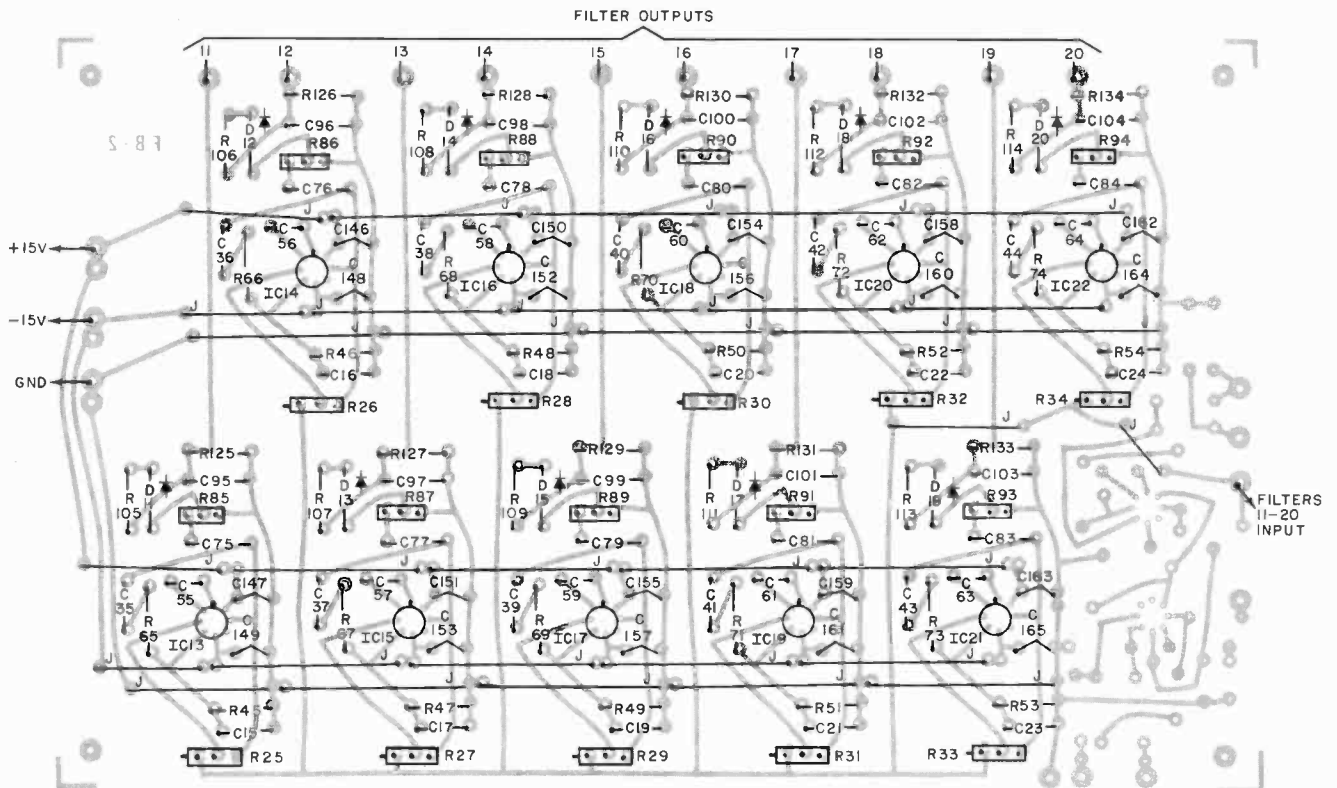 FILTER OUTPUTS
11 12 13 14 15 16 17 18 19 20
R126 R128 R130 R132 R134
FB-2
C96 C98 C100 C102 C104
R 106 D 12 R86 R 108 D 14 R88 R 110 D 16 R90 R 112 D 18 R92 R 114 D 20 R94
C76 C78 C80 C82 C84
J J J J J
+15V
C 36 R66 C 56 C146 C 38 R 68 C 58 C150 C 40 R70 C 60 C154 C 42 R 72 C 62 C158 C 44 R 74 C 64 C162
IC14 C 148 IC16 C 152 IC18 C 156 IC20 C 160 IC22 C 164
-15V
J J J J J J
J J J J J
GND
R46 R48 R50 R52 R54
C16 C18 C20 C22 C24
R26 R28 R30 R32 R34
J J
R125 R127 R129 R131 R133
C95 C97 C99 C101 C103
R 105 D 11 R85 R 107 D 13 R87 R 109 D 15 R89 R 111 D 17 R91 R 113 D 19 R93
FILTERS
11-20
INPUT
C75 C77 C79 C81 C83
J J J J J
C 35 R 65 C 55 C147 C 37 R 67 C 57 C151 C 39 R 69 C 59 C155 C 41 R 71 C 61 C159 C 43 R 73 C 63 C163
IC13 C 149 IC15 C 153 IC17 C 157 IC19 C 161 IC21 C 165
J J J J J
J J J J J
R45 R47 R49 R51 R53
C15 C17 C19 C21 C23
R25 R27 R29 R31 R33